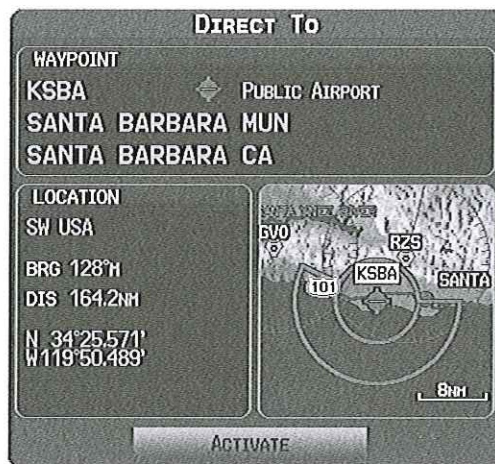 DIRECT TO
WAYPOINT
KSBA PUBLIC AIRPORT
SANTA BARBARA MUN
SANTA BARBARA CA
LOCATION
SW USA
BRG 128°M
DIS 164.2NM
N 34°25.571'
W119°50.489'
GVO
RZS
KSBA
SANTA
101
8NM
ACTIVATE